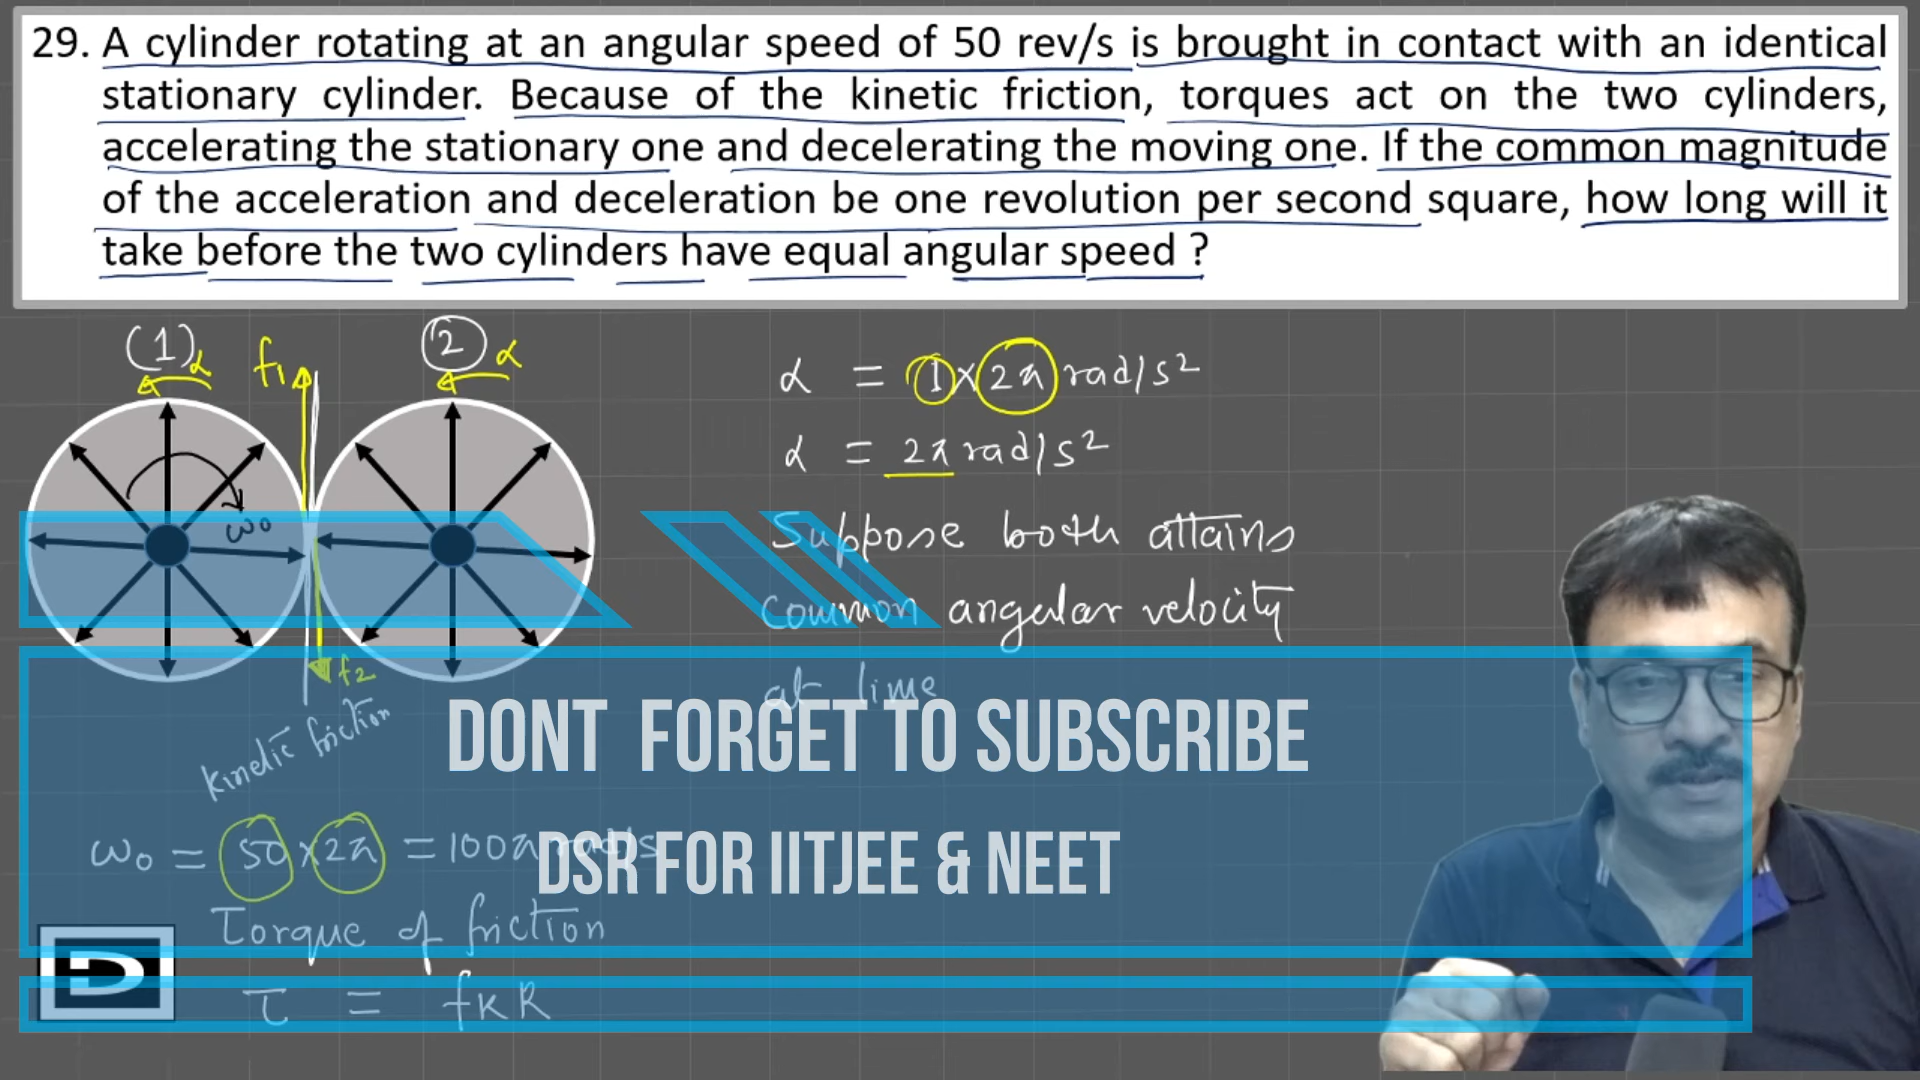 29. A cylinder rotating at an angular speed of 50 rev/s is brought in contact with an identical
stationary cylinder. Because of the kinetic friction, torques act on the two cylinders,
accelerating the stationary one and decelerating the moving one. If the common magnitude
of the acceleration and deceleration be one revolution per second square, how long will it
take before the two cylinders have equal angular speed ?
(1) α
f1
2 α
ω0
f2
kinetic friction
ω0 = 50 × 2π = 100π rad/s
Torque of friction
τ = fK R
α = 1 × 2π rad/s²
α = 2π rad/s²
Suppose both attains
common angular velocity
at time
DONT FORGET TO SUBSCRIBE
DSR FOR IITJEE & NEET
D